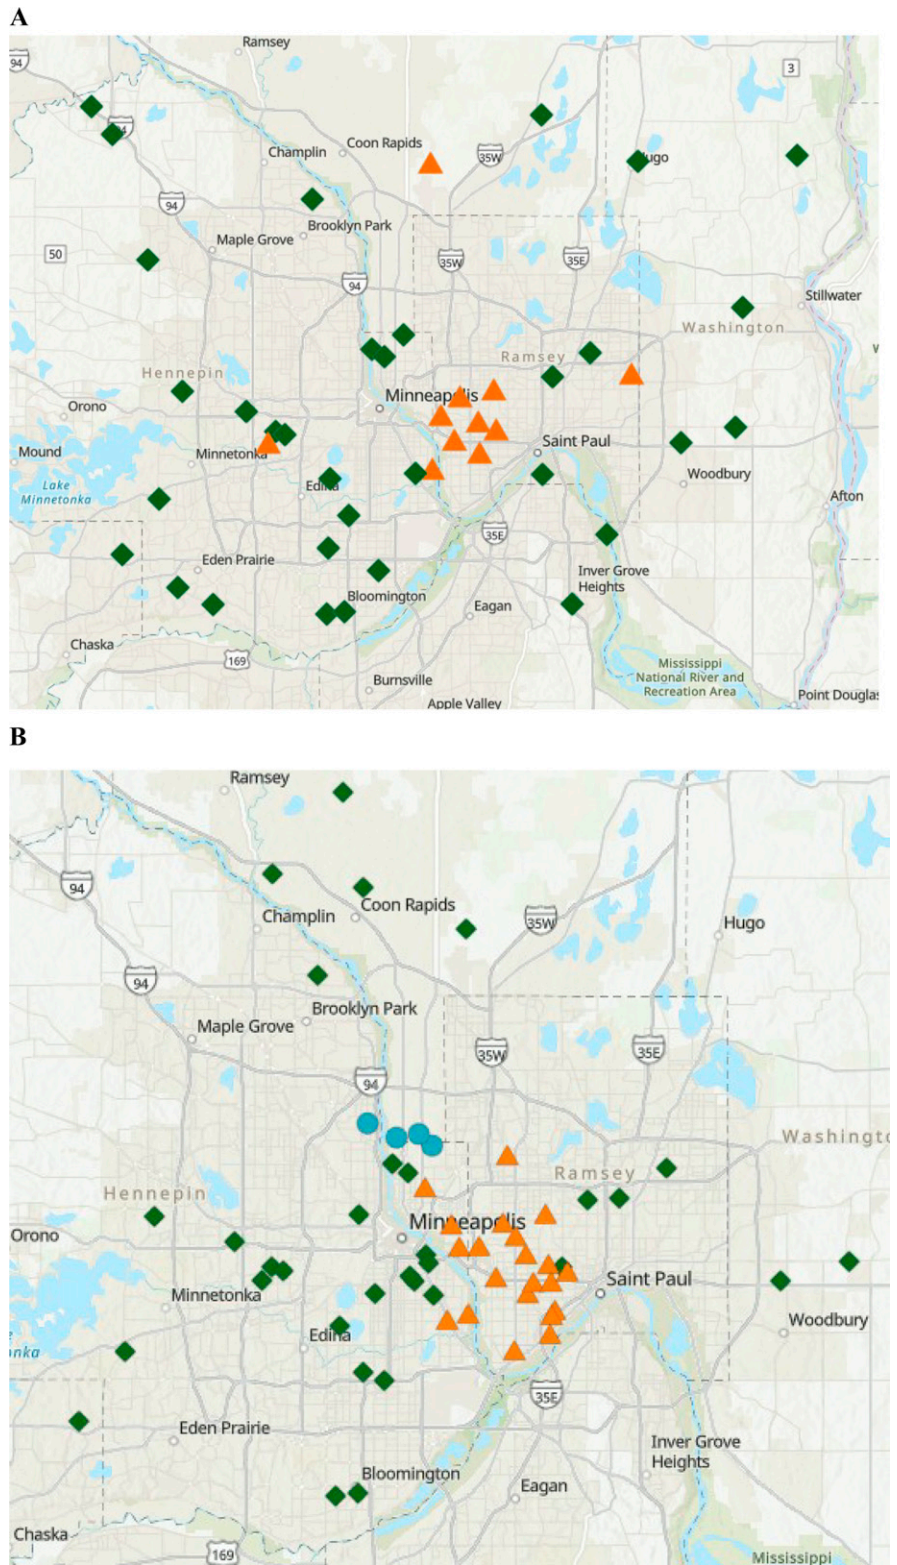 A
94
Ramsey
3
94
Champlin
Coon Rapids
35W
ugo
94
Brooklyn Park
Maple Grove
50
35W
35E
94
Stillwater
Washington
Ramsey
Hennepin
Orono
Minneapolis
Mound
Minnetonka
Saint Paul
Lake
Minnetonka
Edina
Woodbury
Afton
35E
Eden Prairie
Inver Grove
Heights
Bloomington
Eagan
Chaska
169
Burnsville
Mississippi
National River and
Recreation Area
Apple Valley
Point Douglas
B
Ramsey
94
Coon Rapids
Champlin
35W
Hugo
94
Brooklyn Park
Maple Grove
35W
35E
94
Washingto
Ramsey
Hennepin
Orono
Minneapolis
Saint Paul
Minnetonka
Woodbury
Edina
nka
35E
Eden Prairie
Inver Grove
Heights
Bloomington
Eagan
Chaska
169
Mississippi